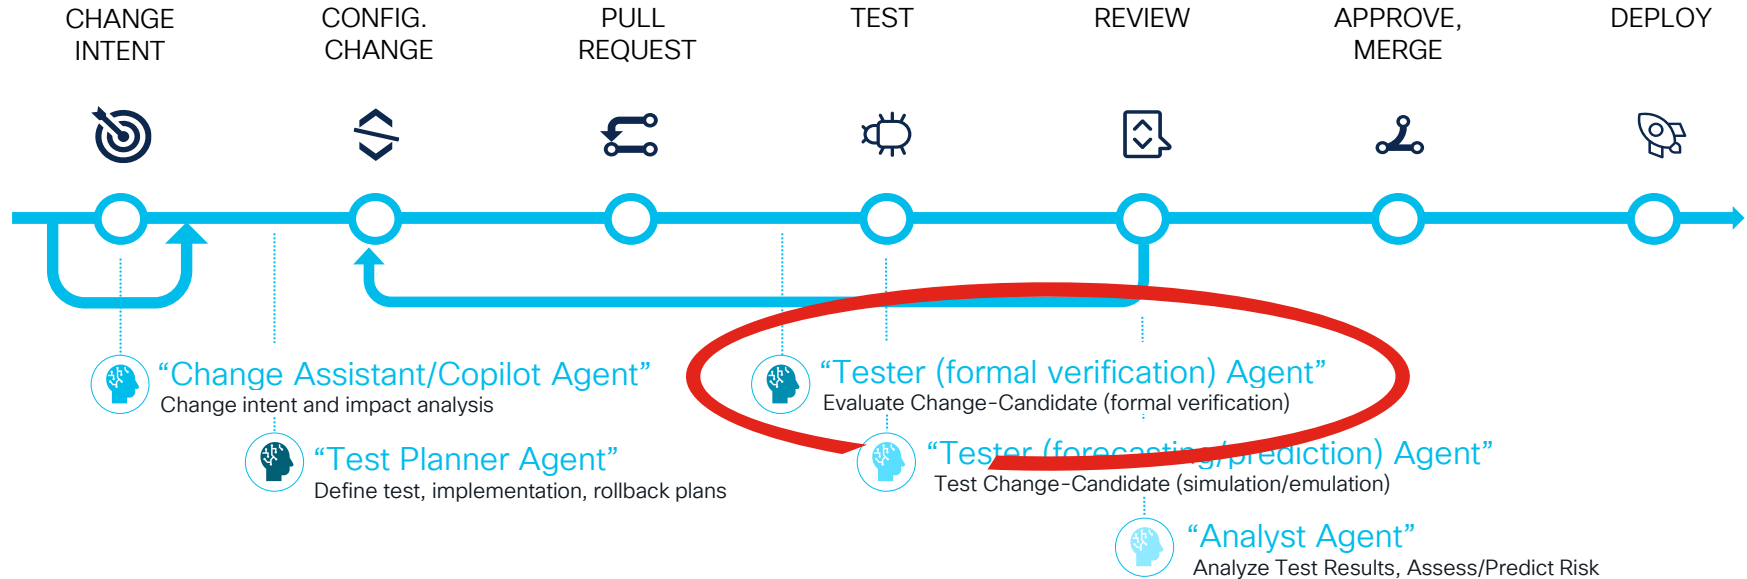 CHANGE
INTENT
CONFIG.
CHANGE
PULL
REQUEST
TEST
REVIEW
APPROVE,
MERGE
DEPLOY
“Change Assistant/Copilot Agent”
Change intent and impact analysis
“Tester (formal verification) Agent”
Evaluate Change-Candidate (formal verification)
“Test Planner Agent”
Define test, implementation, rollback plans
“Tester (forecasting/prediction) Agent”
Test Change-Candidate (simulation/emulation)
“Analyst Agent”
Analyze Test Results, Assess/Predict Risk